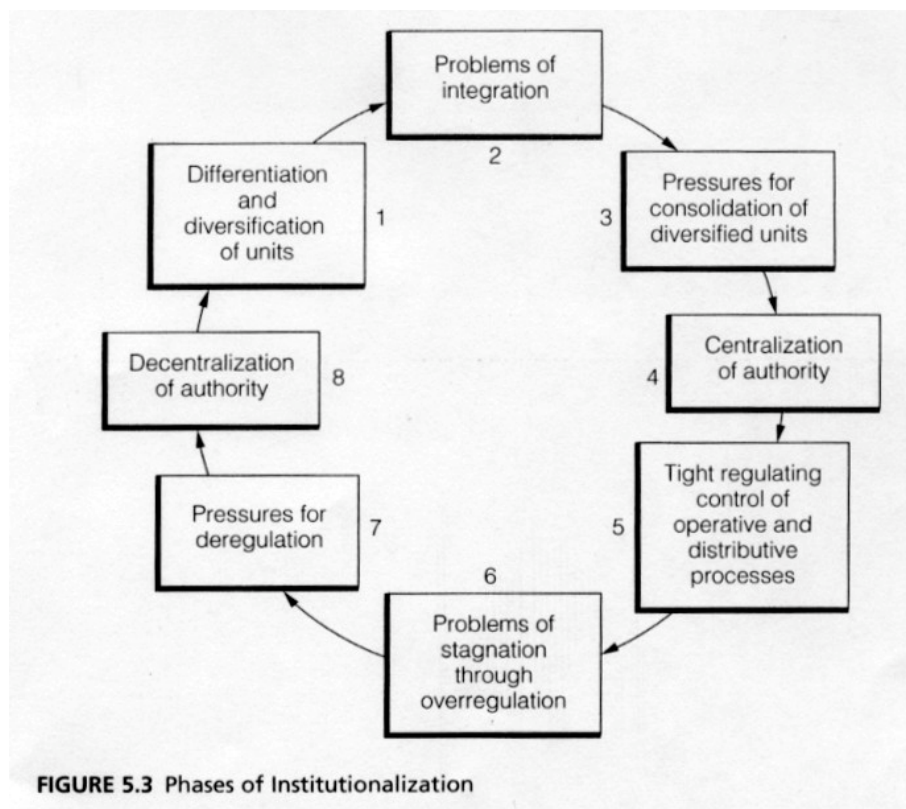 Problems of
integration
2
Differentiation
and
diversification
of units
1
Pressures for
consolidation of
diversified units
3
Centralization
of authority
4
Tight regulating
control of
operative and
distributive
processes
5
Problems of
stagnation
through
overregulation
6
Pressures for
deregulation
7
Decentralization
of authority
8
FIGURE 5.3 Phases of Institutionalization